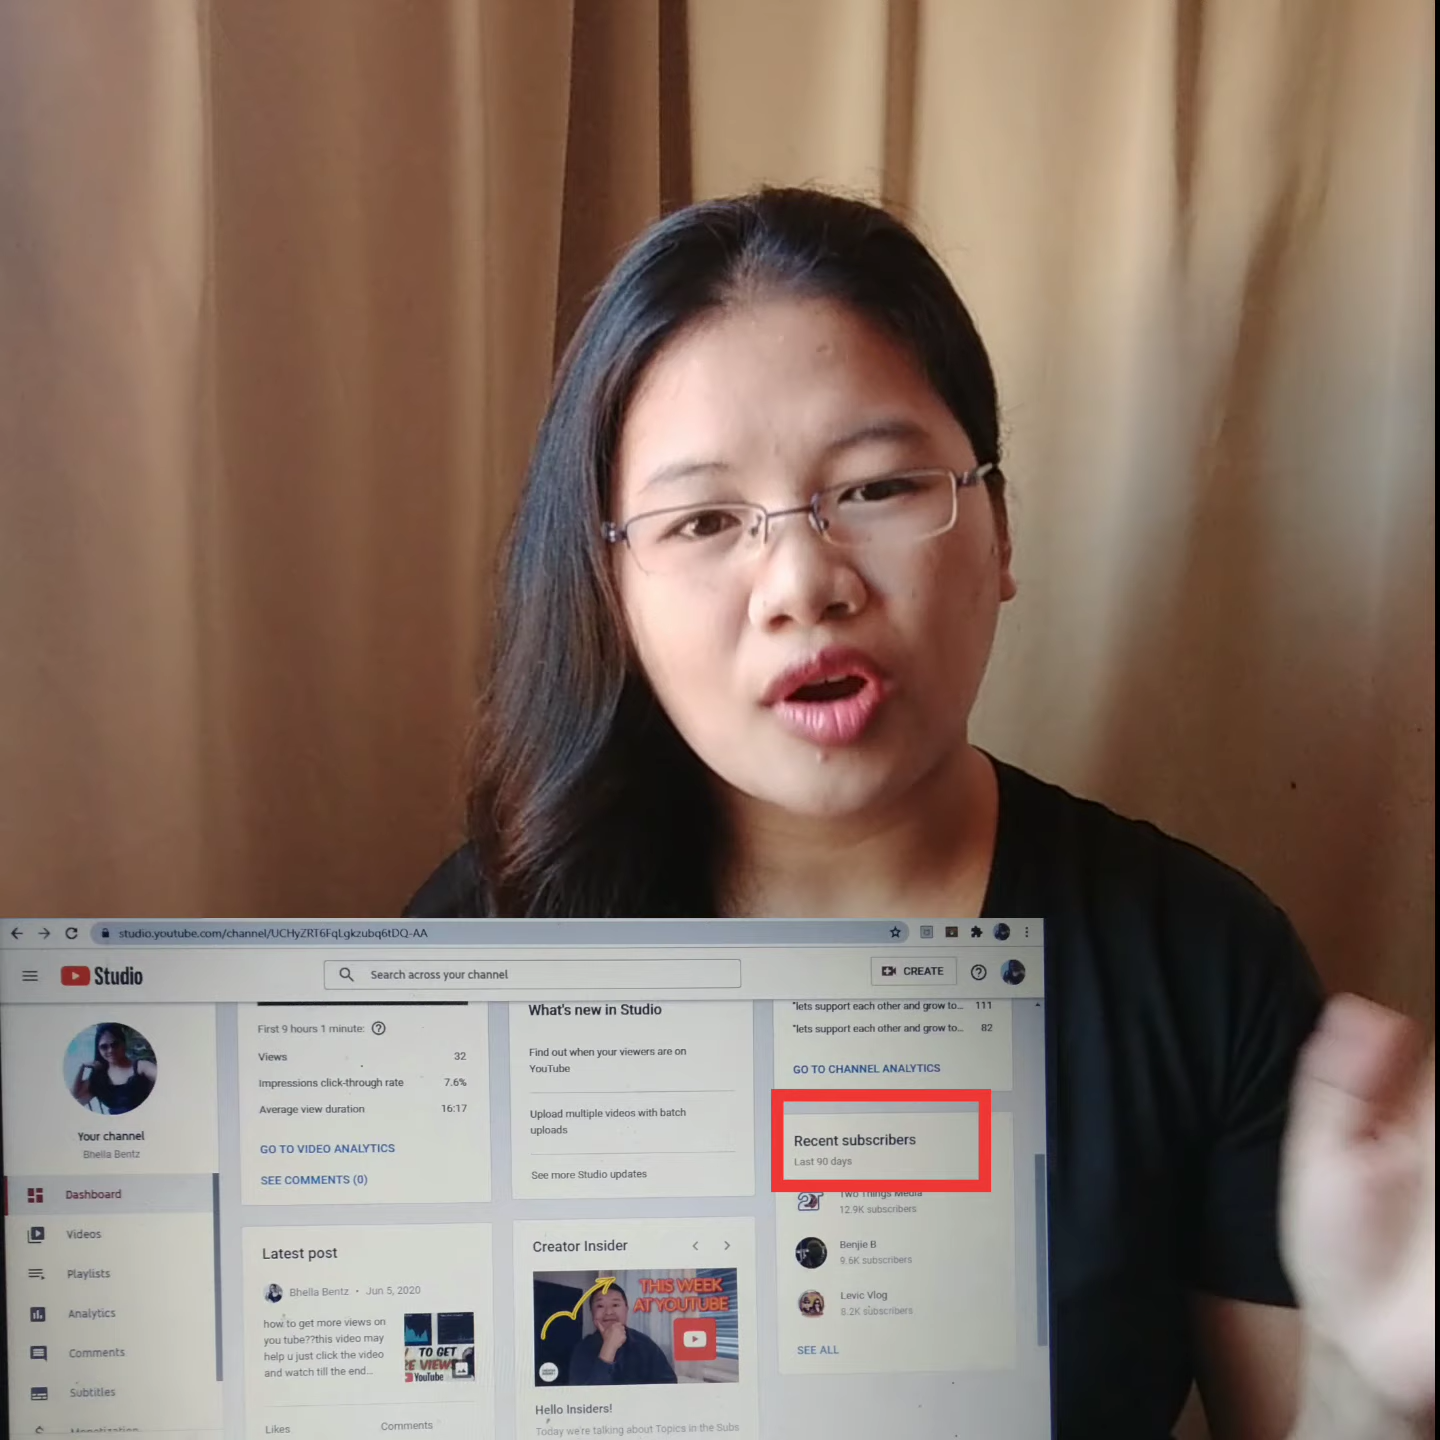 studio.youtube.com/channel/UCHyZRT6FqLgkzubq6tDQ-AA
Studio
Search across your channel
CREATE
Your channel
Bhella Bentz
Dashboard
Videos
Playlists
Analytics
Comments
Subtitles
Monetization
First 9 hours 1 minute:
Views 32
Impressions click-through rate 7.6%
Average view duration 16:17
GO TO VIDEO ANALYTICS
SEE COMMENTS (0)
Latest post
Bhella Bentz • Jun 5, 2020
how to get more views on
you tube??this video may
help u just click the video
and watch till the end...
TO GET
YouTube
Likes Comments
What's new in Studio
Find out when your viewers are on
YouTube
Upload multiple videos with batch
uploads
See more Studio updates
Creator Insider
THIS WEEK
AT YOUTUBE
Hello Insiders!
Today we're talking about Topics in the Subs
"lets support each other and grow to... 111
"lets support each other and grow to... 82
GO TO CHANNEL ANALYTICS
Recent subscribers
Last 90 days
Two Things Media
12.9K subscribers
Benjie B
9.6K subscribers
Levic Vlog
8.2K subscribers
SEE ALL